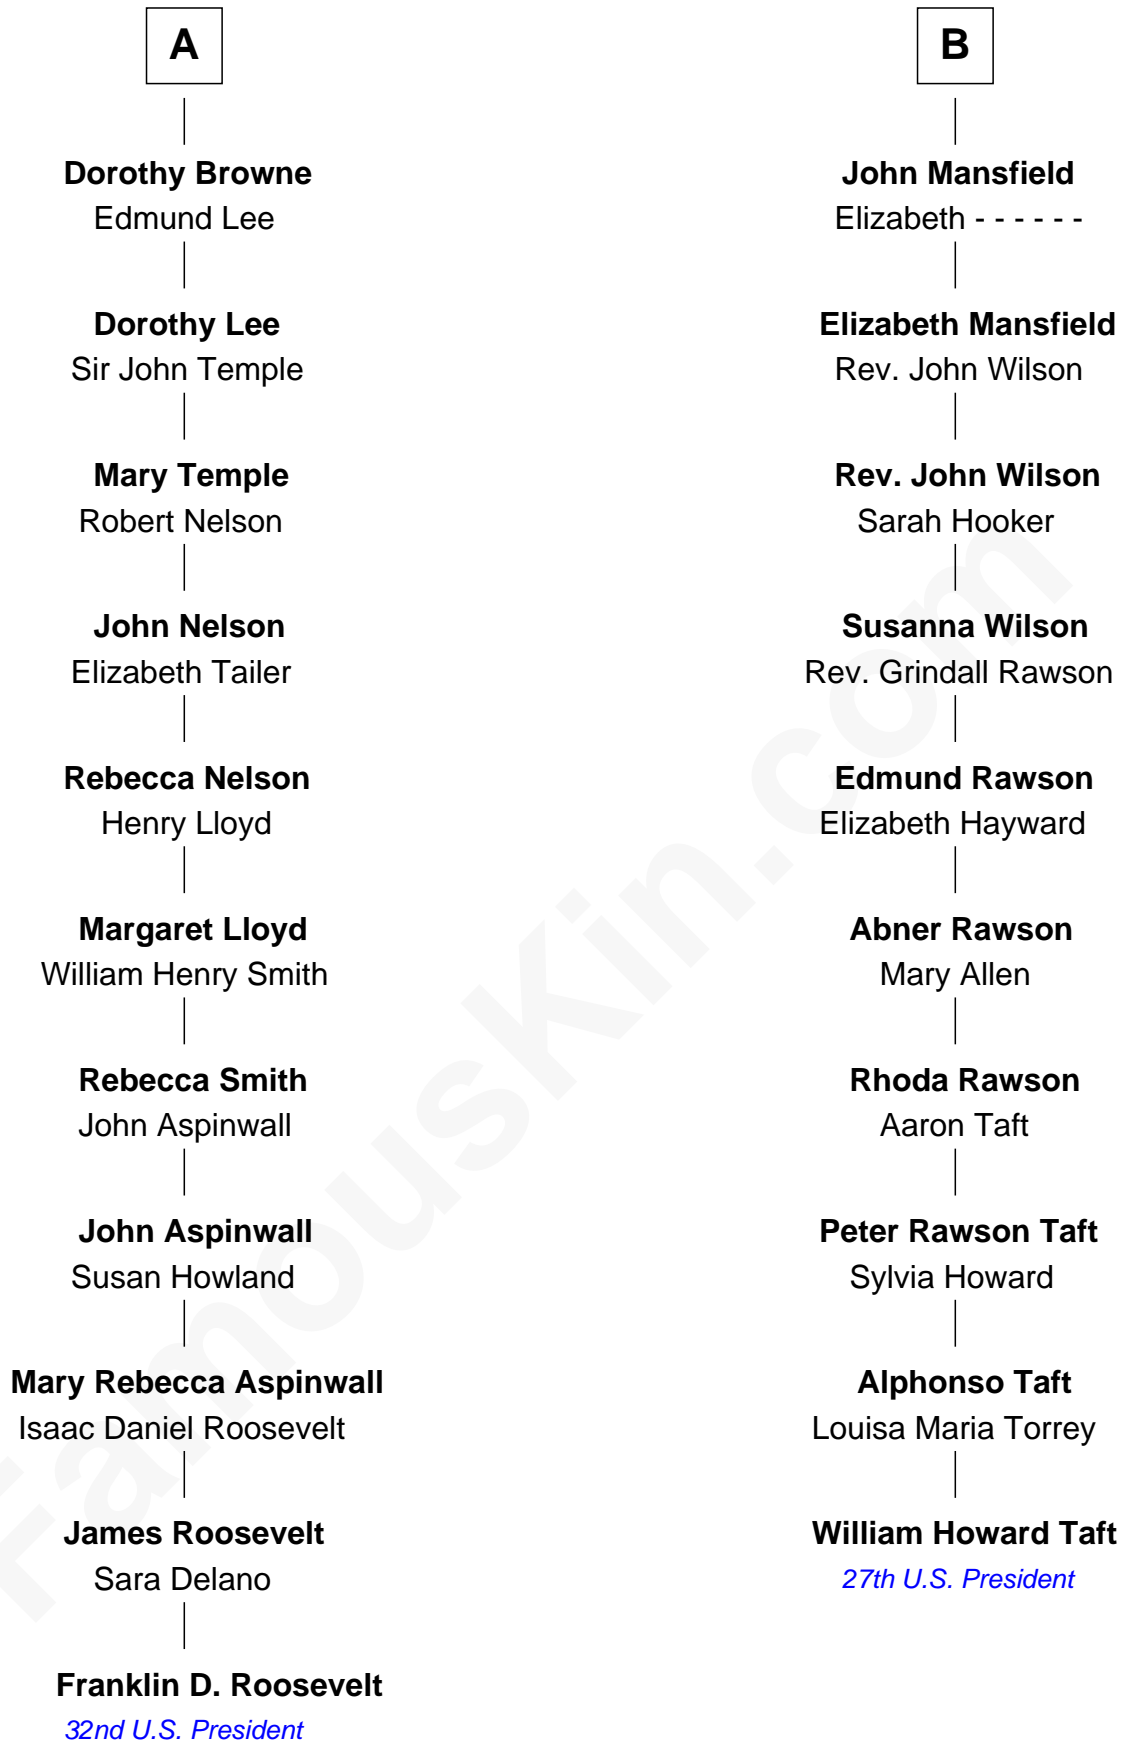 A
Dorothy Browne
Edmund Lee
Dorothy Lee
Sir John Temple
Mary Temple
Robert Nelson
John Nelson
Elizabeth Tailer
Rebecca Nelson
Henry Lloyd
Margaret Lloyd
William Henry Smith
Rebecca Smith
John Aspinwall
John Aspinwall
Susan Howland
Mary Rebecca Aspinwall
Isaac Daniel Roosevelt
James Roosevelt
Sara Delano
Franklin D. Roosevelt
32nd U.S. President
B
John Mansfield
Elizabeth - - - - - -
Elizabeth Mansfield
Rev. John Wilson
Rev. John Wilson
Sarah Hooker
Susanna Wilson
Rev. Grindall Rawson
Edmund Rawson
Elizabeth Hayward
Abner Rawson
Mary Allen
Rhoda Rawson
Aaron Taft
Peter Rawson Taft
Sylvia Howard
Alphonso Taft
Louisa Maria Torrey
William Howard Taft
27th U.S. President
FamousKin.com